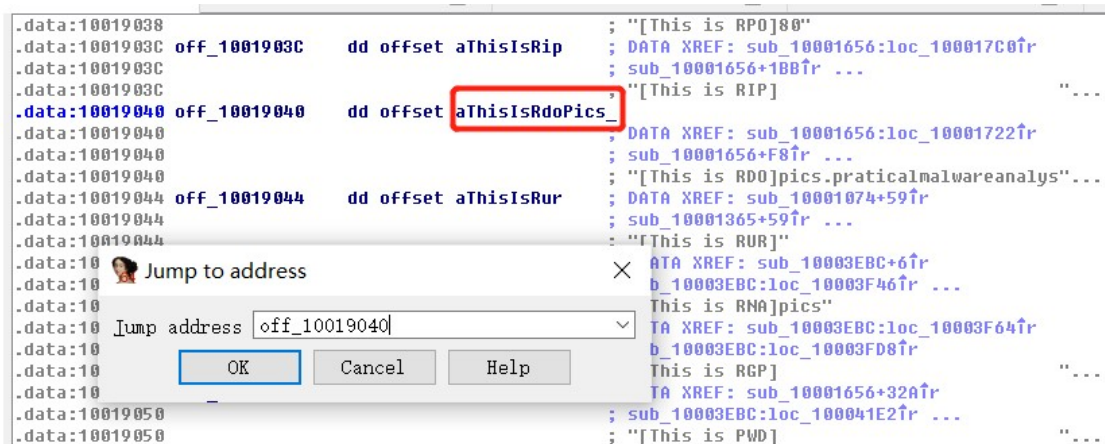 .data:10019038 ; "[This is RPO]80"
.data:1001903C off_1001903C dd offset aThisIsRip ; DATA XREF: sub_10001656:loc_100017C0↑r
.data:1001903C ; sub_10001656+1BB↑r ...
.data:1001903C ; "[This is RIP] "...
.data:10019040 off_10019040 dd offset aThisIsRdoPics_
.data:10019040 ; DATA XREF: sub_10001656:loc_10001722↑r
.data:10019040 ; sub_10001656+F8↑r ...
.data:10019040 ; "[This is RDO]pics.praticalmalwareanalys"...
.data:10019044 off_10019044 dd offset aThisIsRur ; DATA XREF: sub_10001074+59↑r
.data:10019044 ; sub_10001365+59↑r ...
.data:10019044 ; "[This is RUR]"
.data:10 ATA XREF: sub_10003EBC+6↑r
.data:10 b_10003EBC:loc_10003F46↑r ...
.data:10 This is RNA]pics"
.data:10 TA XREF: sub_10003EBC:loc_10003F64↑r
.data:10 b_10003EBC:loc_10003FD8↑r
.data:10 This is RGP] "...
.data:10 TA XREF: sub_10001656+32A↑r
.data:10019050 ; sub_10003EBC:loc_100041E2↑r ...
.data:10019050 ; "[This is PWD] "...
Jump to address
Jump address off_10019040
OK Cancel Help